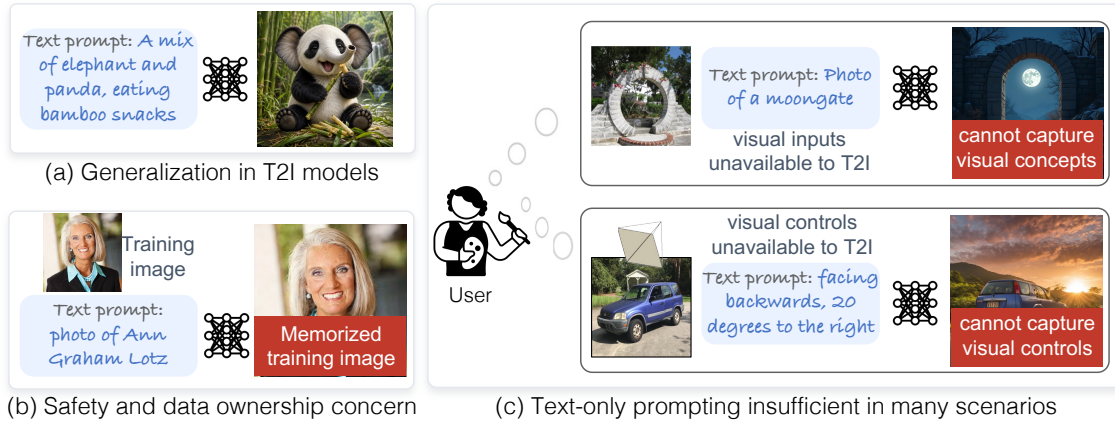 Text prompt: A mix
of elephant and
panda, eating
bamboo snacks
(a) Generalization in T2I models
Training
image
Text prompt:
photo of Ann
Graham Lotz
Memorized
training image
(b) Safety and data ownership concern
User
Text prompt: Photo
of a moongate
visual inputs
unavailable to T2I
cannot capture
visual concepts
visual controls
unavailable to T2I
Text prompt: facing
backwards, 20
degrees to the right
cannot capture
visual controls
(c) Text-only prompting insufficient in many scenarios